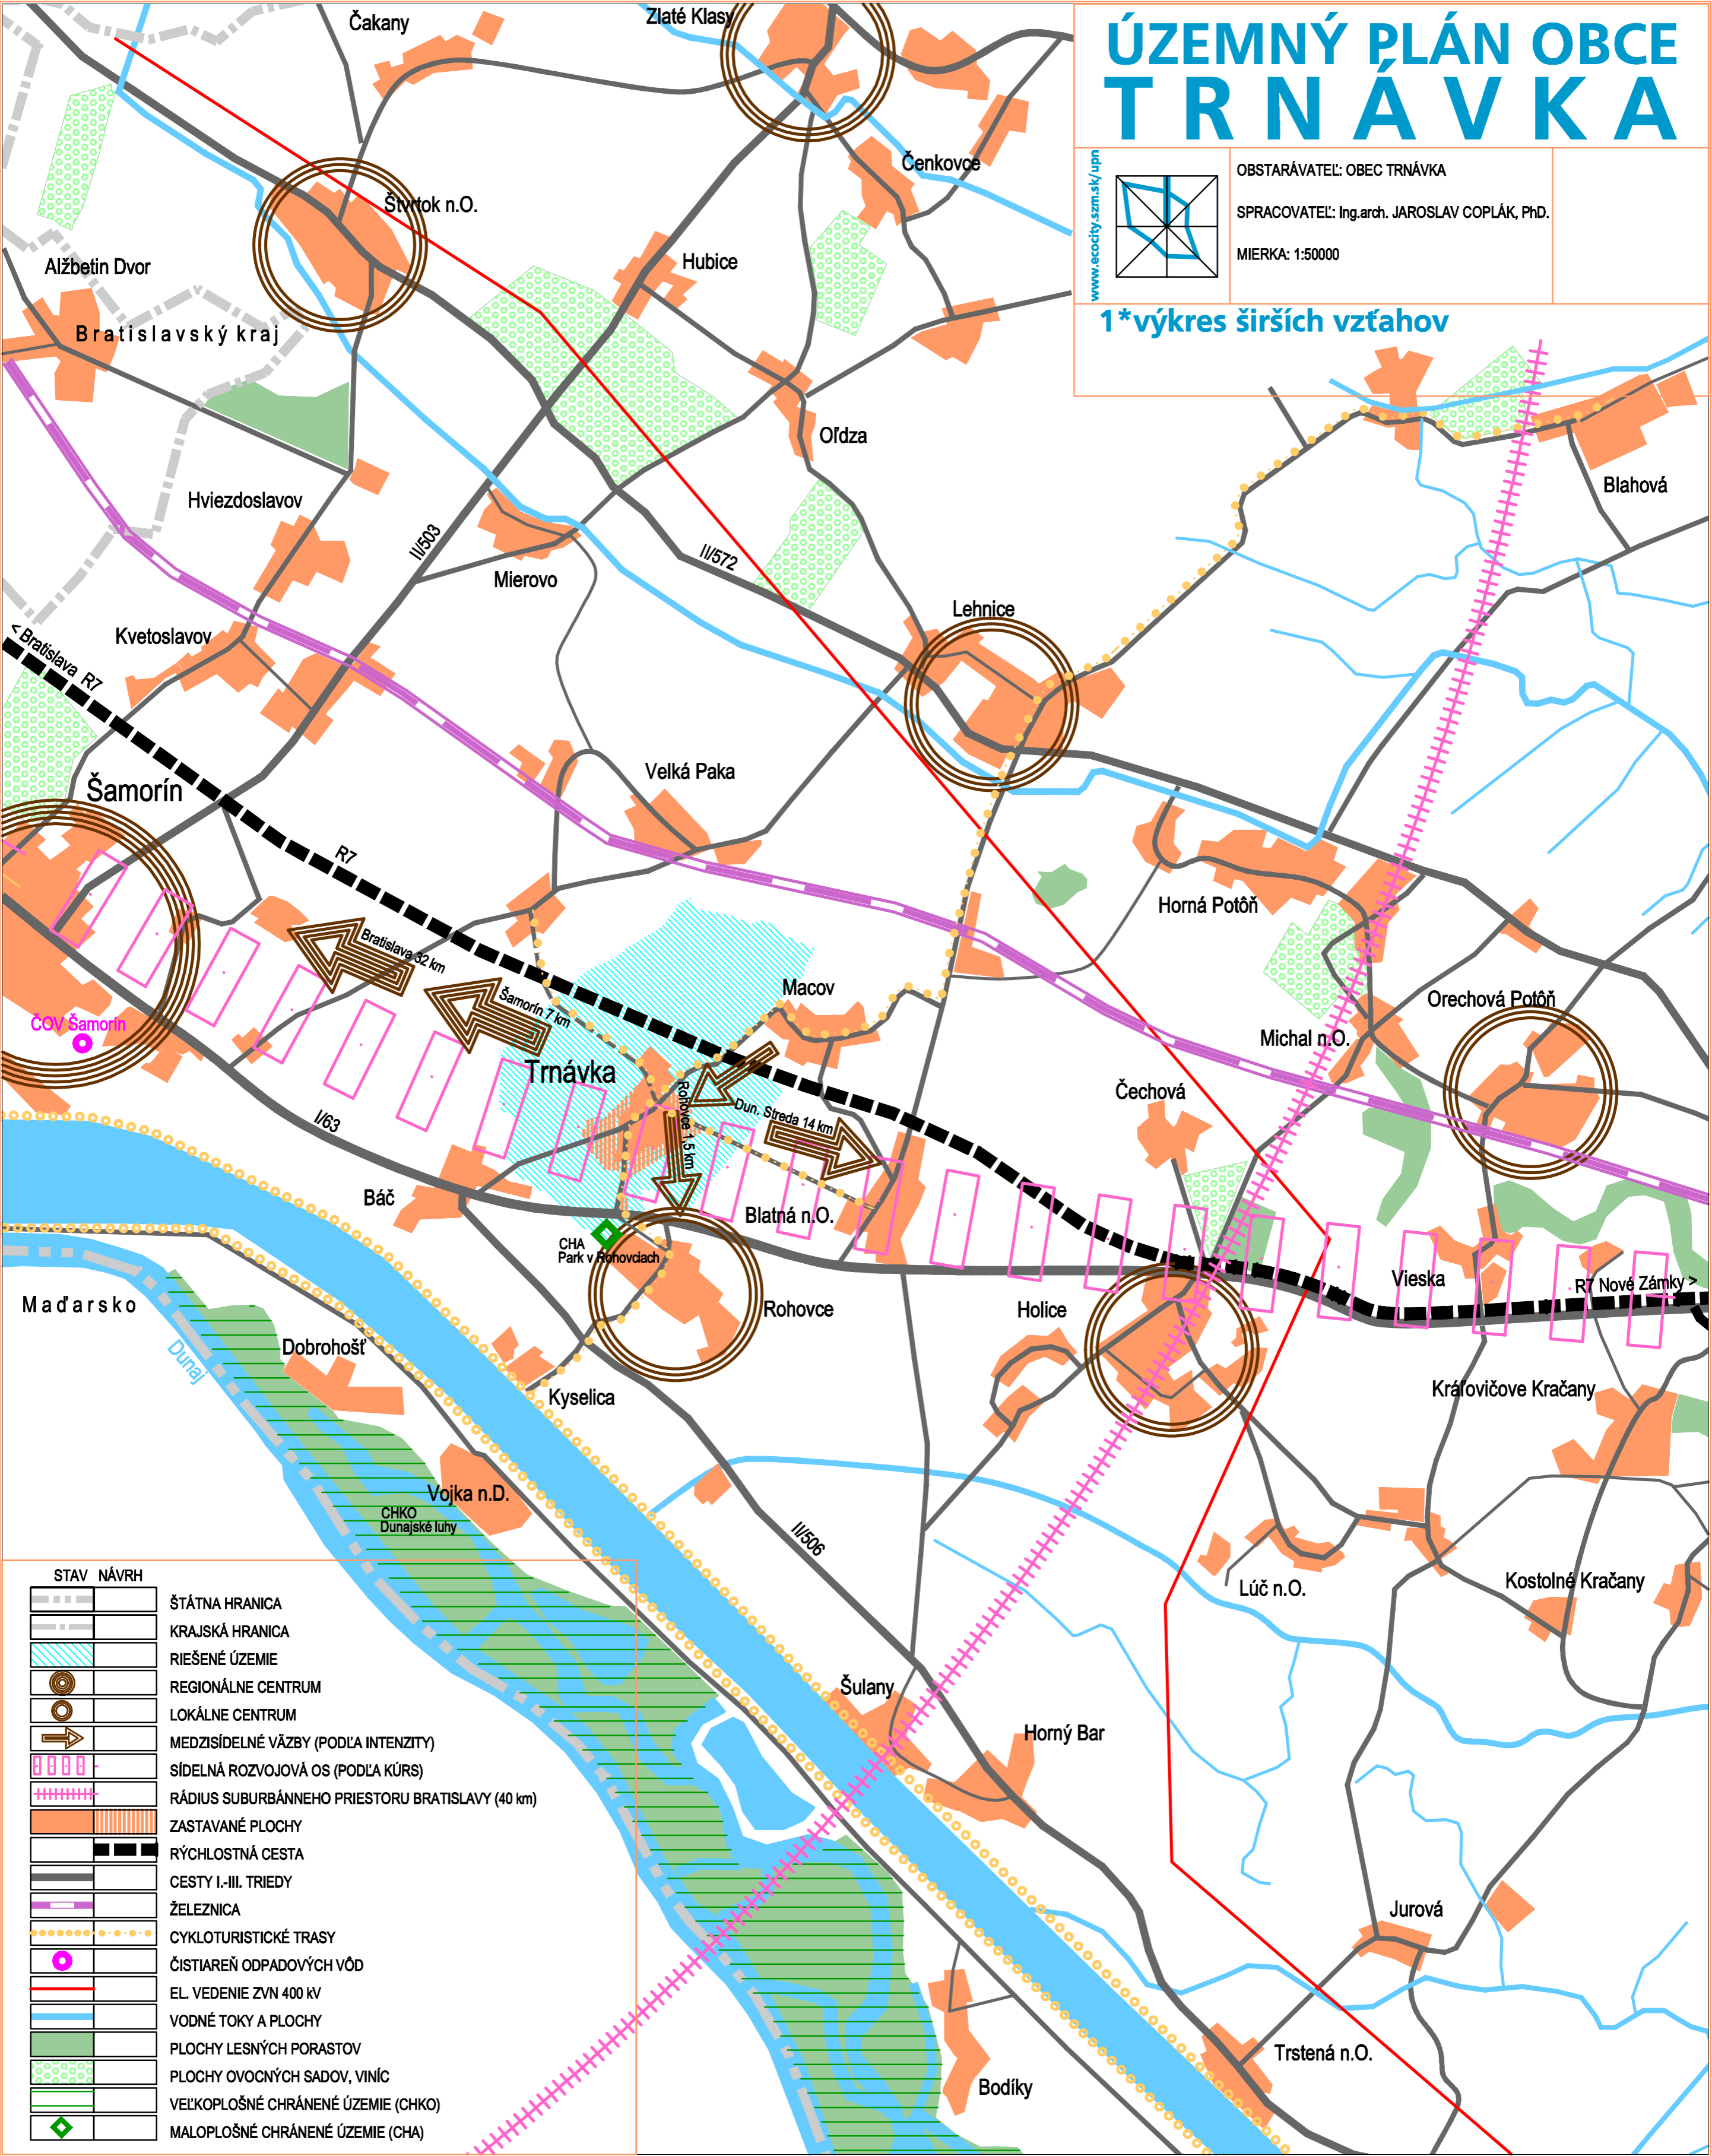 ÚZEMNÝ PLÁN OBCE
TRNÁVKA
www.ecocity.szm.sk/upn
OBSTARÁVATEĽ: OBEC TRNÁVKA
SPRACOVATEĽ: Ing.arch. JAROSLAV COPLÁK, PhD.
MIERKA: 1:50000
1*výkres širších vzťahov
Čakany
Zlaté Klasy
Čenkovce
Štvrtok n.O.
Hubice
Alžbetin Dvor
Bratislavský kraj
Oľdza
Blahová
Hviezdoslavov
II/503
II/572
Mierovo
Lehnice
Kvetoslavov
< Bratislava R7
Šamorín
Velká Paka
R7
Horná Potôň
Bratislava 32 km
Šamorín 7 km
Macov
Orechová Potôň
ČOV Šamorín
Michal n.O.
Trnávka
Čechová
Rohovce 1,5 km
Dun. Streda 14 km
I/63
Báč
Blatná n.O.
CHA
Park v Rohovciach
Vieska
R7 Nové Zámky >
Maďarsko
Rohovce
Holice
Dunaj
Dobrohošť
Kyselica
Kráľovičove Kračany
Vojka n.D.
CHKO
Dunajské luhy
II/506
Lúč n.O.
Kostolné Kračany
Šulany
Horný Bar
Jurová
Trstená n.O.
Bodíky
STAV NÁVRH
ŠTÁTNA HRANICA
KRAJSKÁ HRANICA
RIEŠENÉ ÚZEMIE
REGIONÁLNE CENTRUM
LOKÁLNE CENTRUM
MEDZISÍDELNÉ VÄZBY (PODĽA INTENZITY)
SÍDELNÁ ROZVOJOVÁ OS (PODĽA KÚRS)
RÁDIUS SUBURBÁNNEHO PRIESTORU BRATISLAVY (40 km)
ZASTAVANÉ PLOCHY
RÝCHLOSTNÁ CESTA
CESTY I.-III. TRIEDY
ŽELEZNICA
CYKLOTURISTICKÉ TRASY
ČISTIAREŇ ODPADOVÝCH VÔD
EL. VEDENIE ZVN 400 kV
VODNÉ TOKY A PLOCHY
PLOCHY LESNÝCH PORASTOV
PLOCHY OVOCNÝCH SADOV, VINÍC
VEĽKOPLOŠNÉ CHRÁNENÉ ÚZEMIE (CHKO)
MALOPLOŠNÉ CHRÁNENÉ ÚZEMIE (CHA)